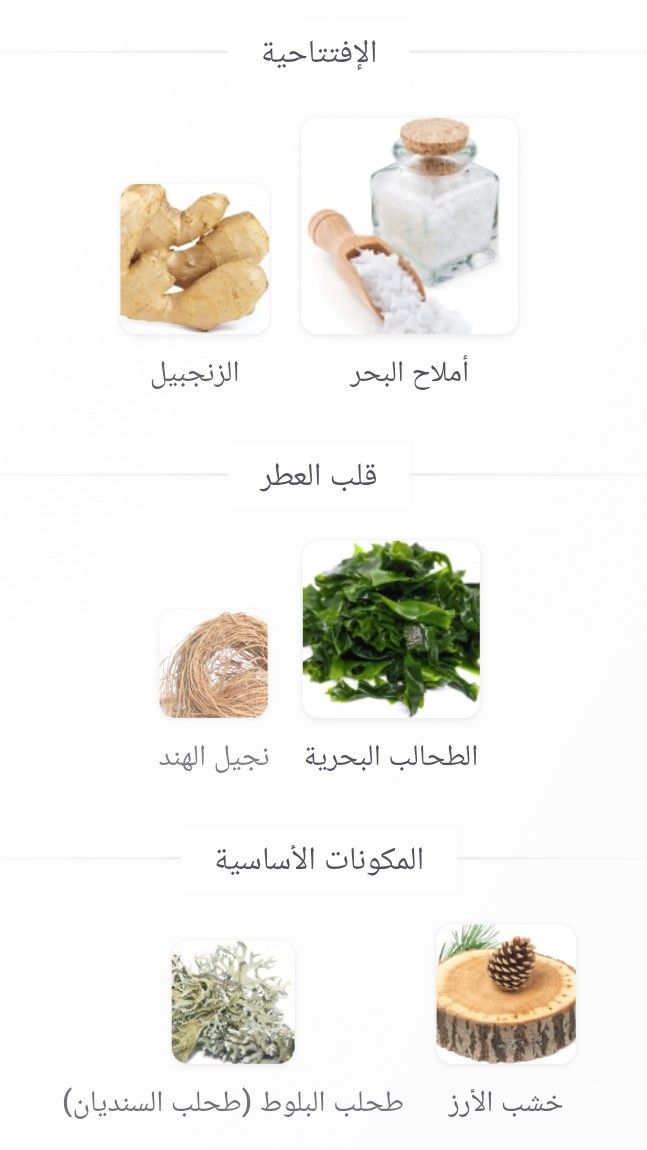 الإفتتاحية
أملاح البحر
الزنجبيل
قلب العطر
الطحالب البحرية
نجيل الهند
المكونات الأساسية
خشب الأرز
طحلب البلوط (طحلب السنديان)